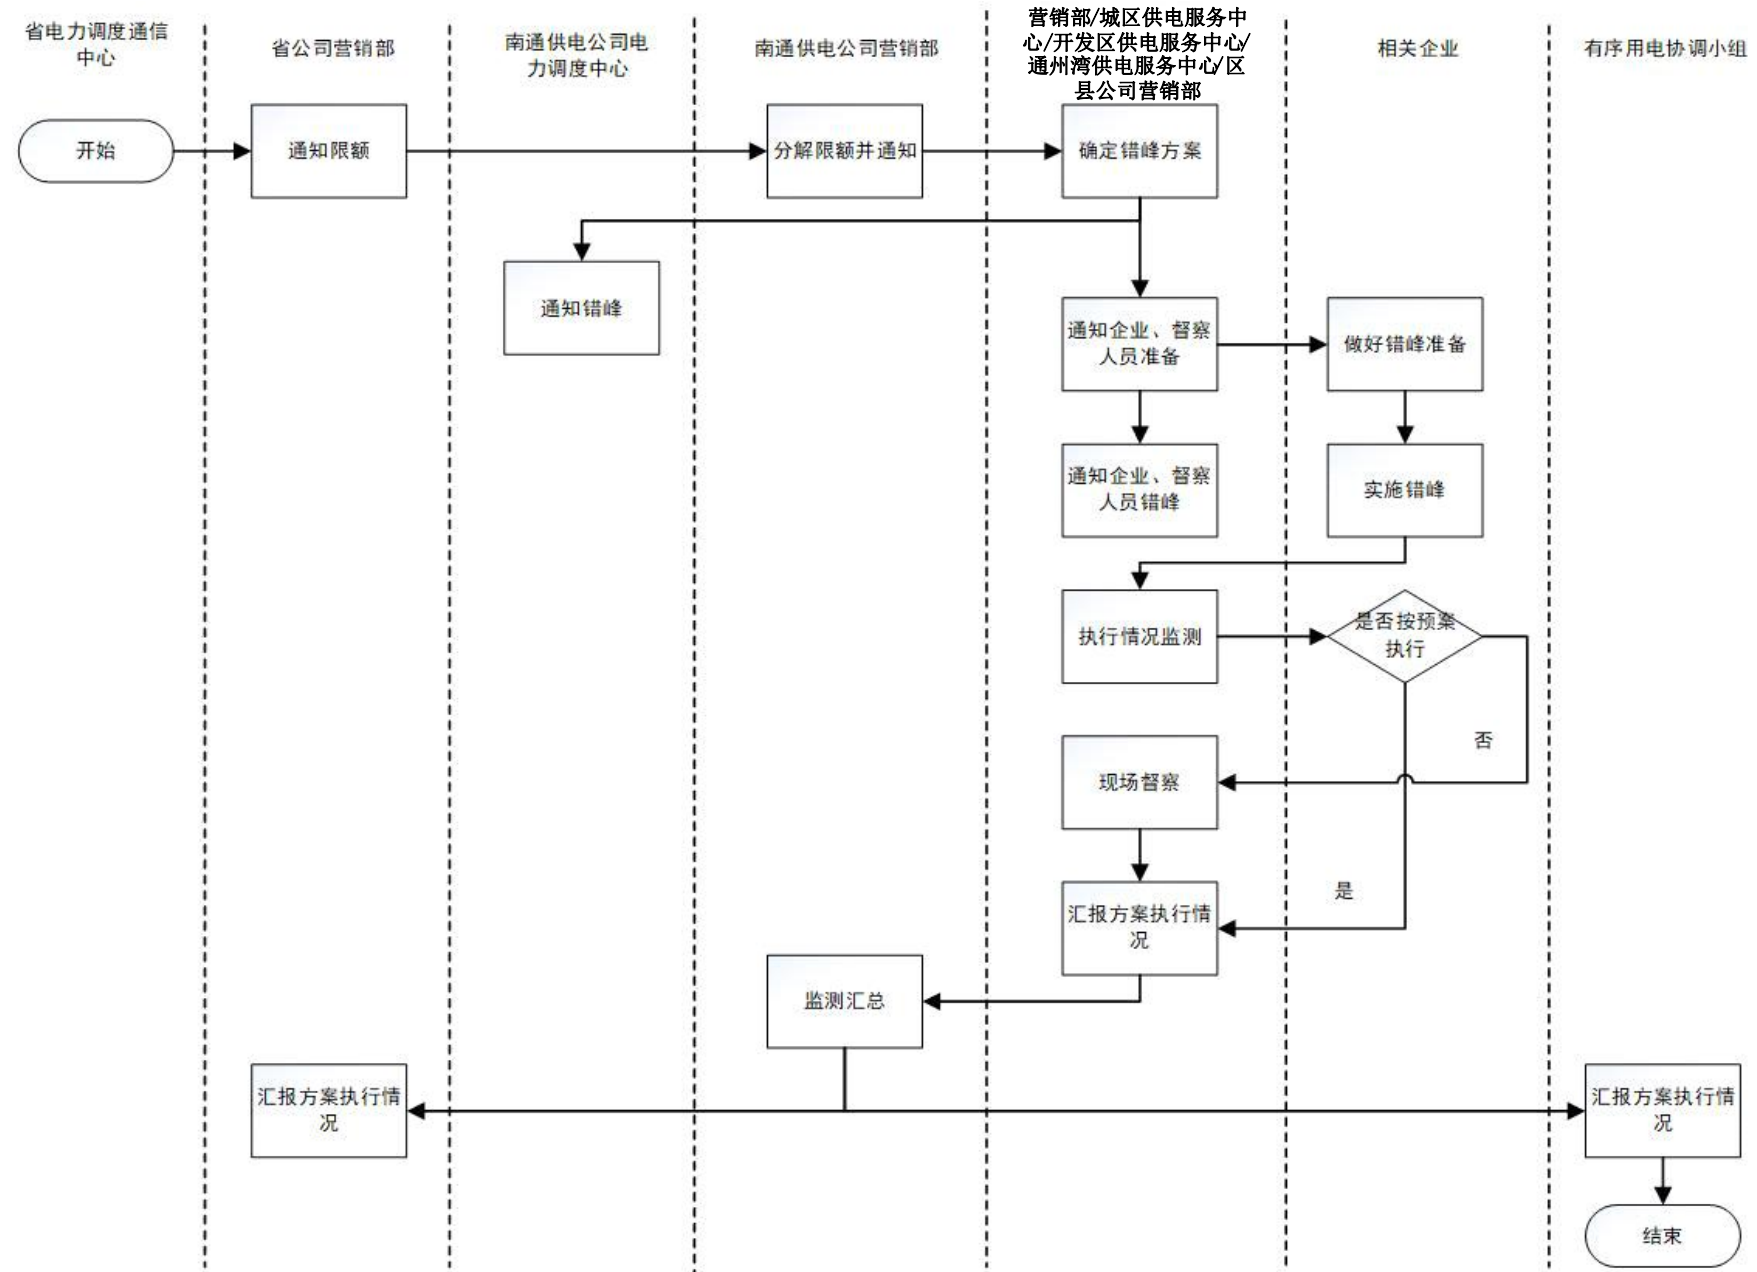 省电力调度通信
中心
省公司营销部
南通供电公司电
力调度中心
南通供电公司营销部
营销部/城区供电服务中
心/开发区供电服务中心/
通州湾供电服务中心/区
县公司营销部
相关企业
有序用电协调小组
开始
通知限额
分解限额并通知
确定错峰方案
通知错峰
通知企业、督察
人员准备
做好错峰准备
通知企业、督察
人员错峰
实施错峰
执行情况监测
是否按预案
执行
否
现场督察
是
汇报方案执行情
况
监测汇总
汇报方案执行情
况
汇报方案执行情
况
结束